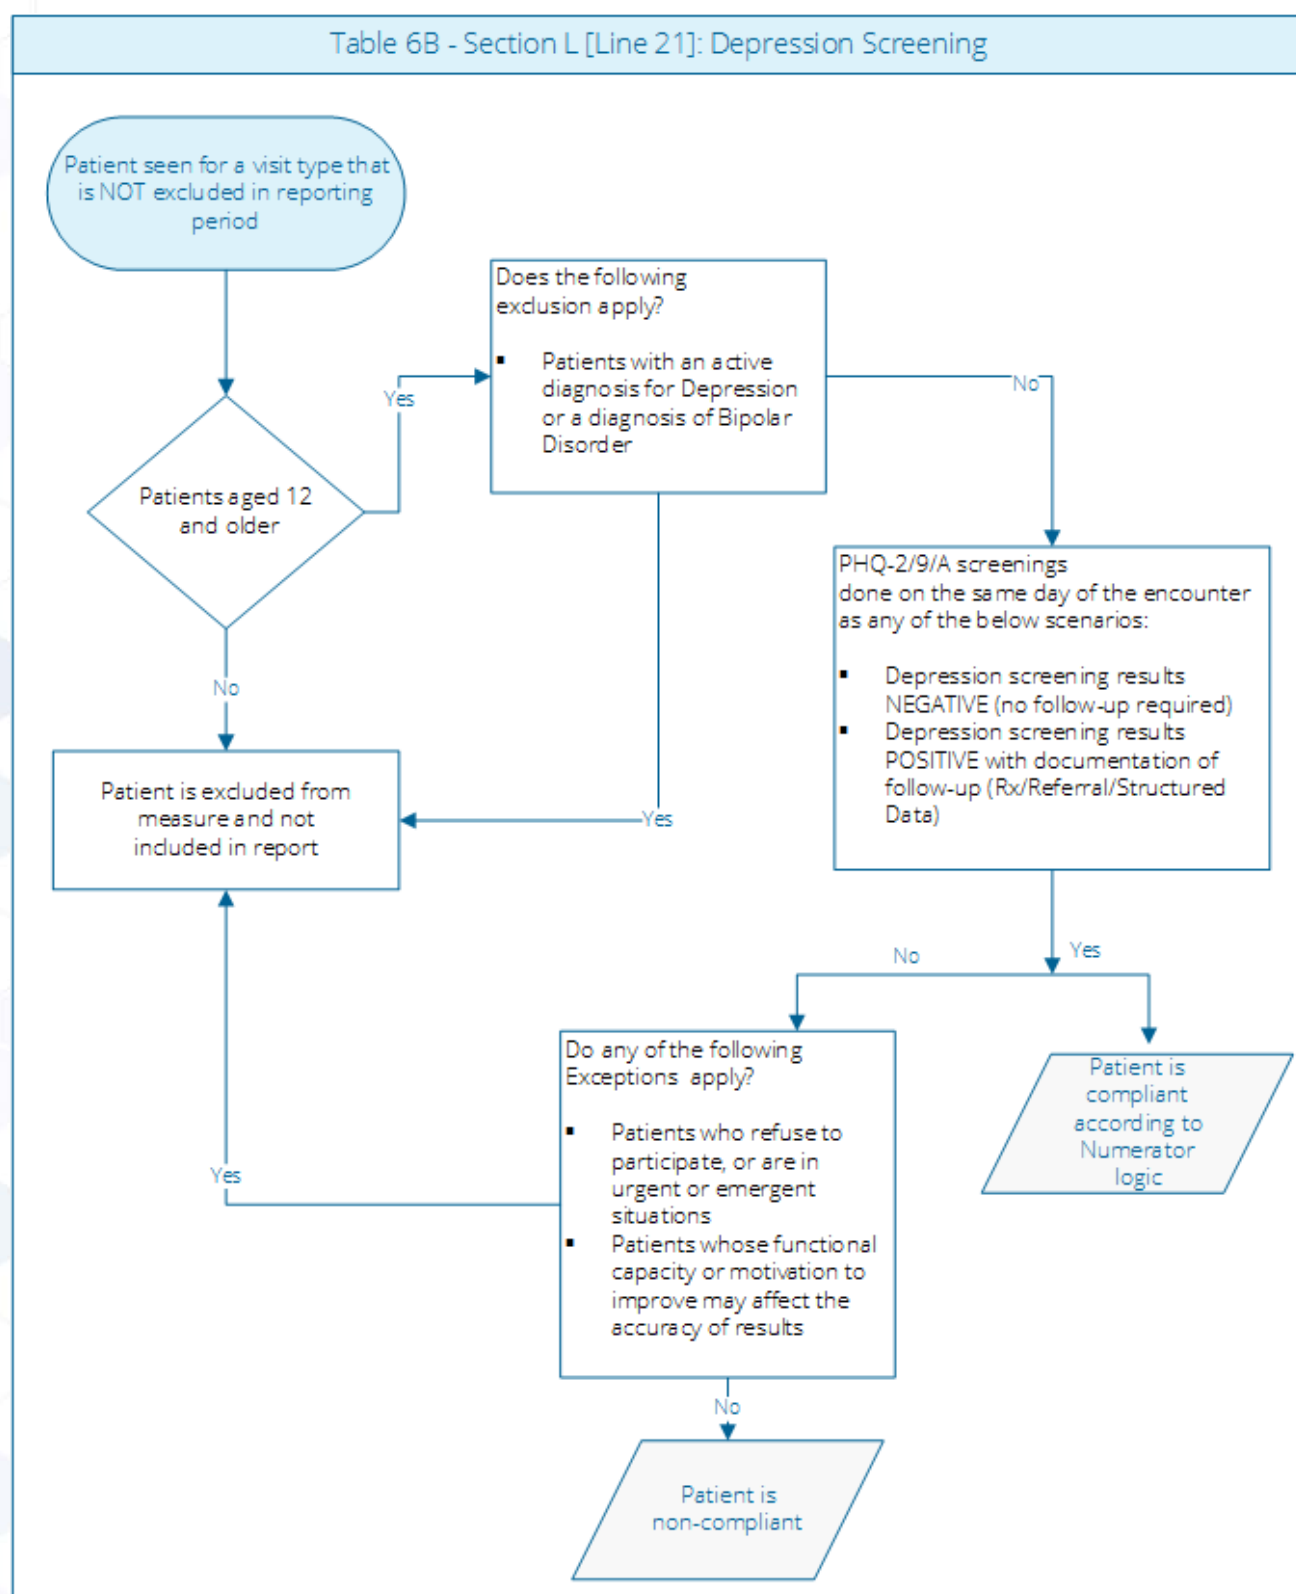 Table 6B - Section L [Line 21]: Depression Screening
Patient seen for a visit type that
is NOT excluded in reporting
period
Does the following
exclusion apply?
▪ Patients with an active
diagnosis for Depression
or a diagnosis of Bipolar
Disorder
Yes
No
Patients aged 12
and older
PHQ-2/9/A screenings
done on the same day of the encounter
as any of the below scenarios:
▪ Depression screening results
NEGATIVE (no follow-up required)
▪ Depression screening results
POSITIVE with documentation of
follow-up (Rx/Referral/Structured
Data)
No
Patient is excluded from
measure and not
included in report
Yes
No
Yes
Do any of the following
Exceptions apply?
▪ Patients who refuse to
participate, or are in
urgent or emergent
situations
▪ Patients whose functional
capacity or motivation to
improve may affect the
accuracy of results
Patient is
compliant
according to
Numerator
logic
Yes
No
Patient is
non-compliant